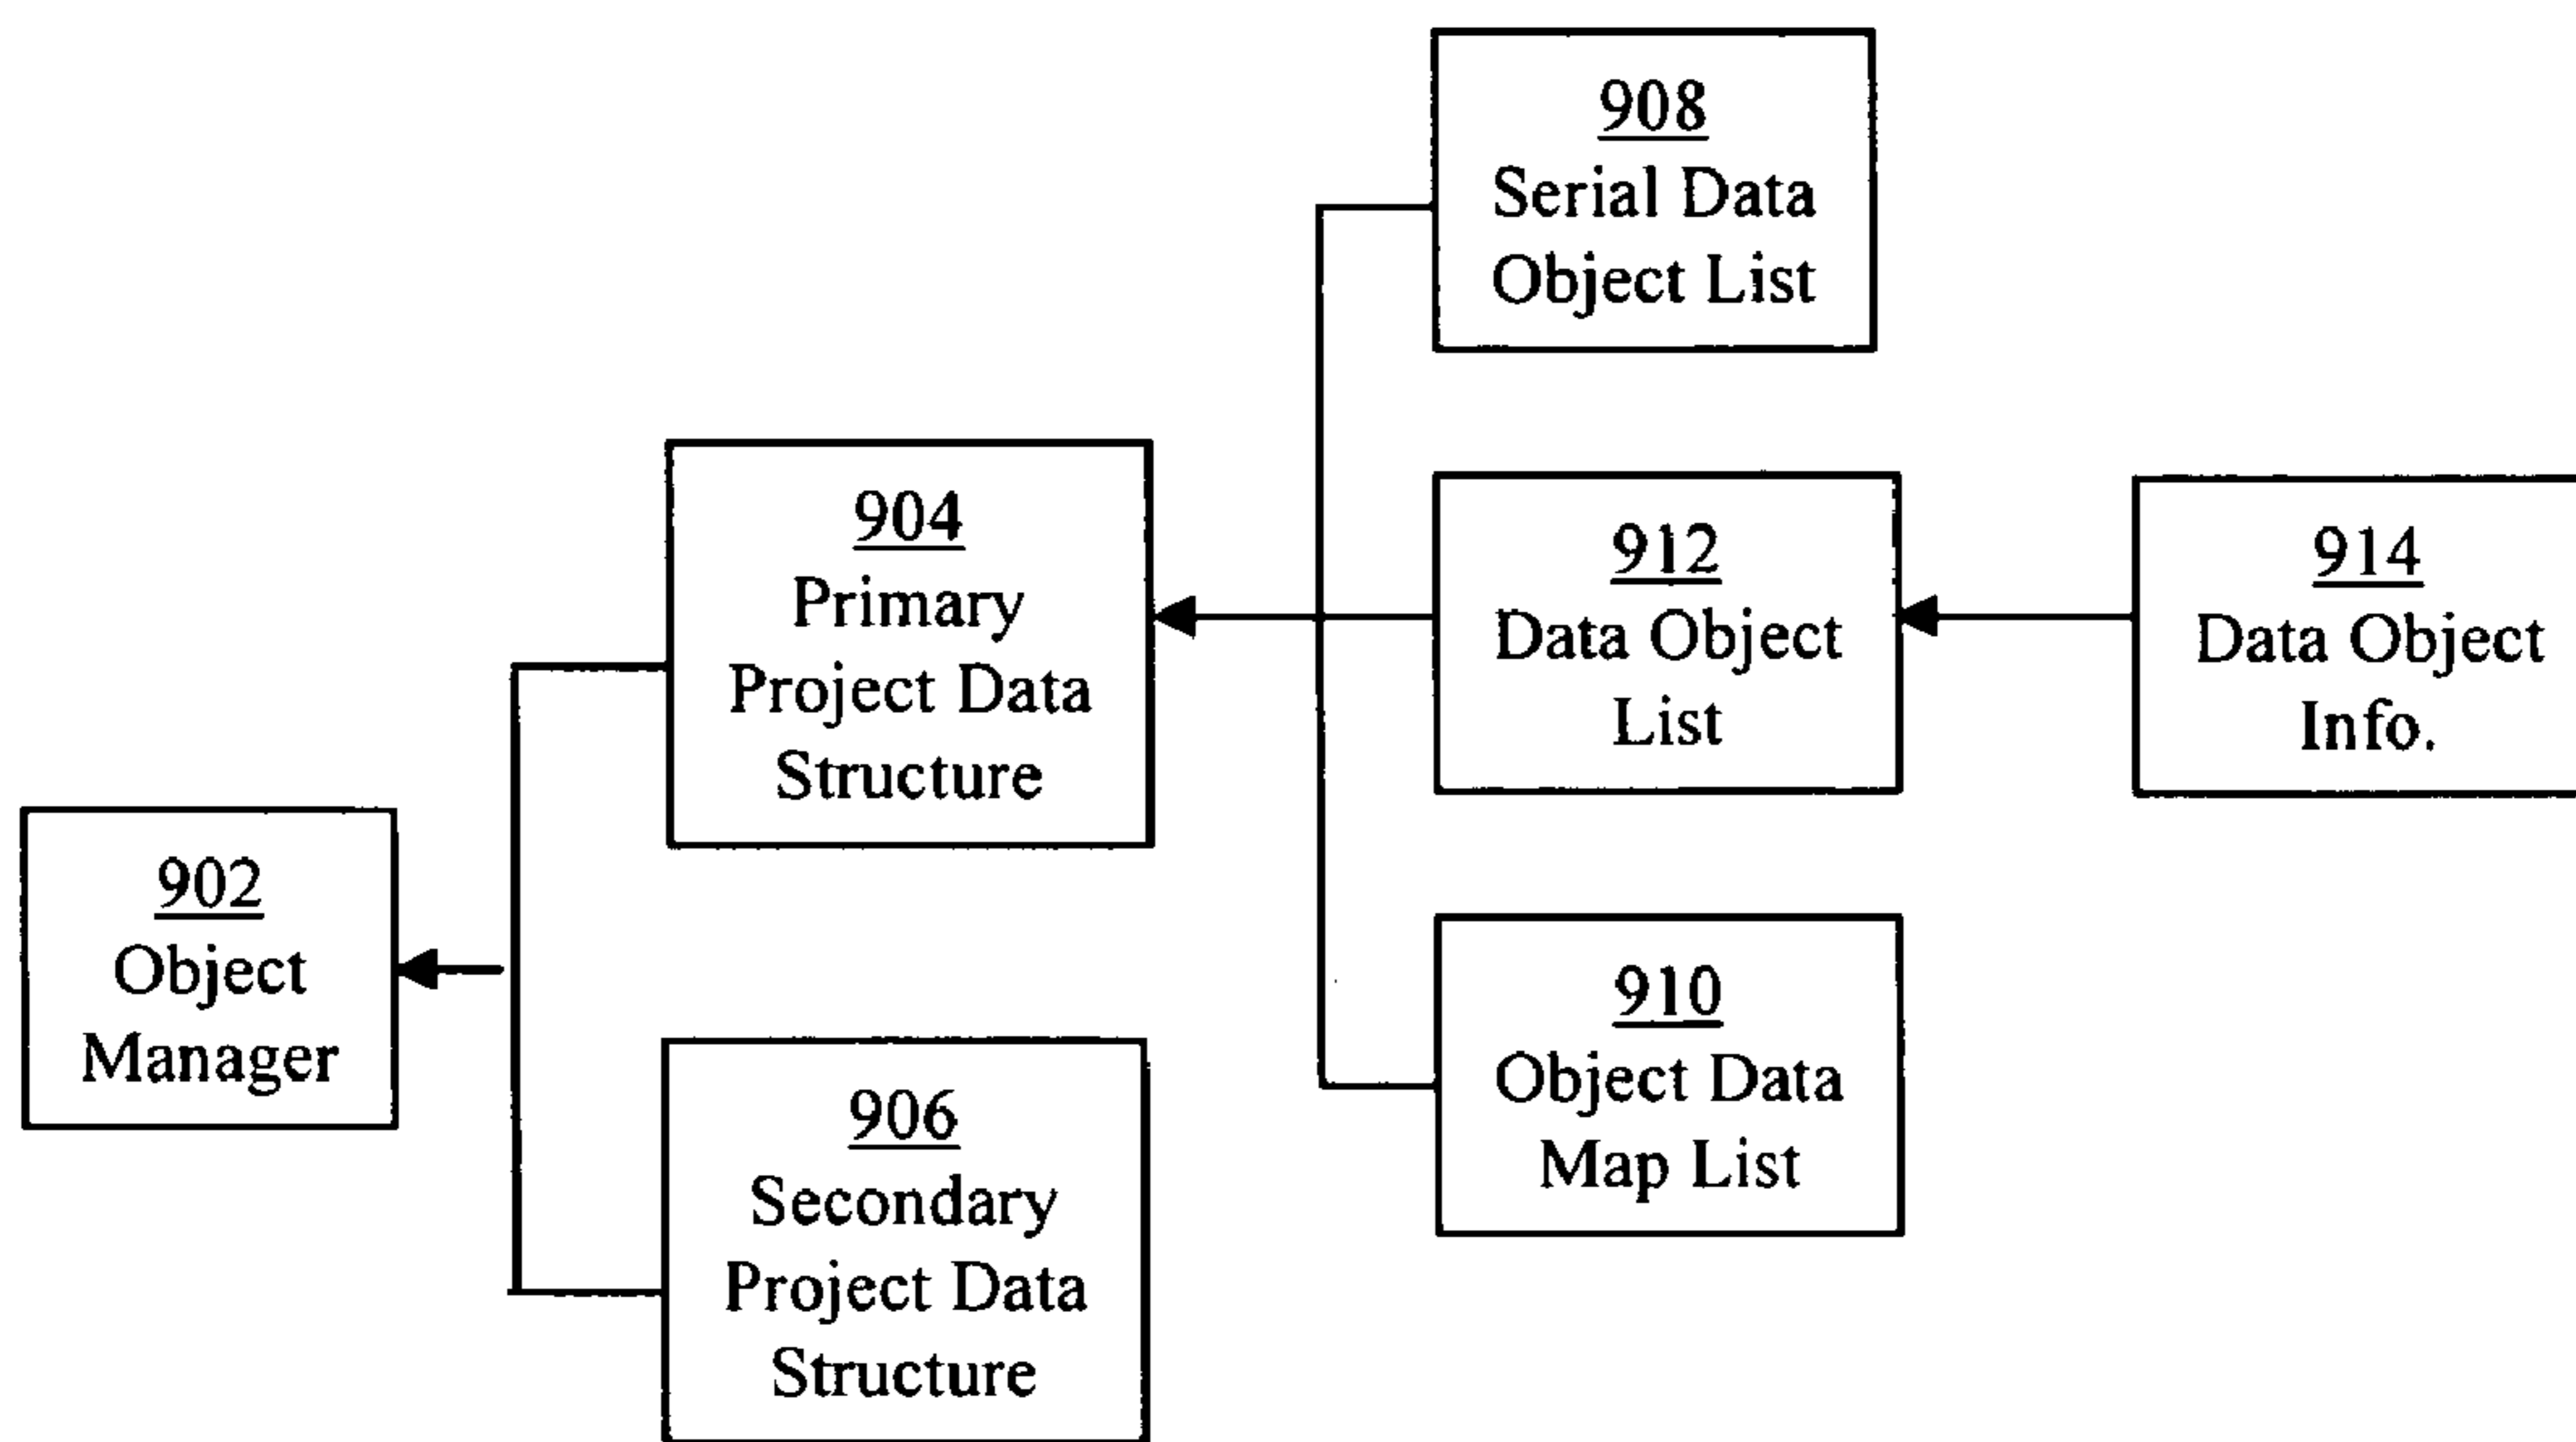 908
Serial Data
Object List
904
Primary
Project Data
Structure
912
Data Object
List
914
Data Object
Info.
902
Object
Manager
910
Object Data
Map List
906
Secondary
Project Data
Structure